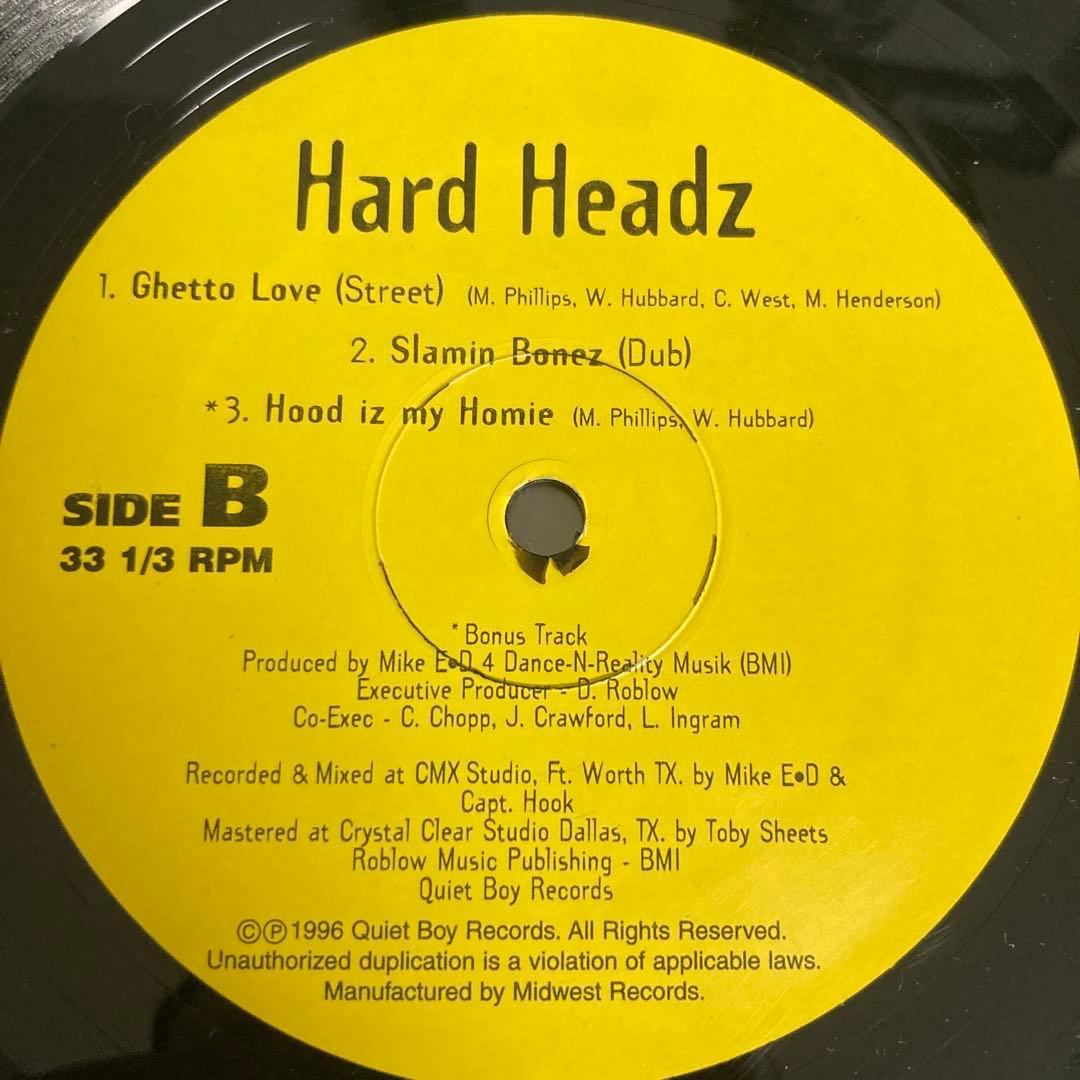 Hard Headz
1. Ghetto Love (Street) (M. Phillips, W. Hubbard, C. West, M. Henderson)
2. Slamin Bonez (Dub)
*3. Hood iz my Homie (M. Phillips, W. Hubbard)
SIDE B
33 1/3 RPM
* Bonus Track
Produced by Mike E•D 4 Dance-N-Reality Musik (BMI)
Executive Producer - D. Roblow
Co-Exec - C. Chopp, J. Crawford, L. Ingram
Recorded & Mixed at CMX Studio, Ft. Worth TX. by Mike E•D &
Capt. Hook
Mastered at Crystal Clear Studio Dallas, TX. by Toby Sheets
Roblow Music Publishing - BMI
Quiet Boy Records
©℗1996 Quiet Boy Records. All Rights Reserved.
Unauthorized duplication is a violation of applicable laws.
Manufactured by Midwest Records.